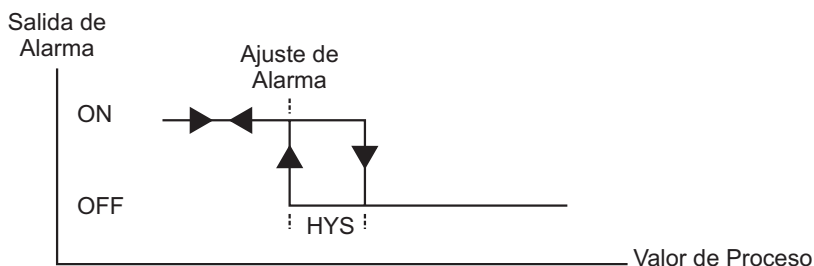 Salida de
Alarma
Ajuste de
Alarma
ON
OFF
HYS
Valor de Proceso